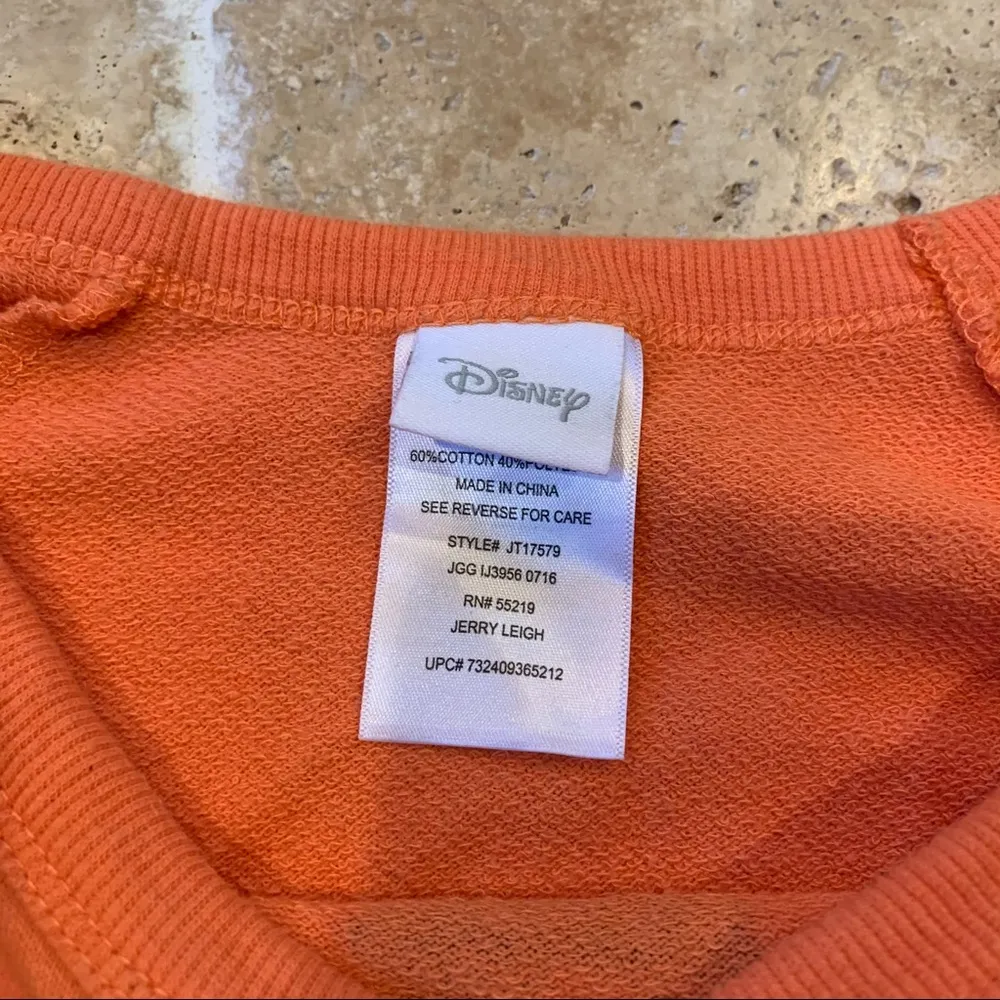 Disney
60%COTTON
MADE IN CHINA
SEE REVERSE FOR CARE
STYLE# JT17579
JGG IJ3956 0716
RN# 55219
JERRY LEIGH
UPC# 732409365212